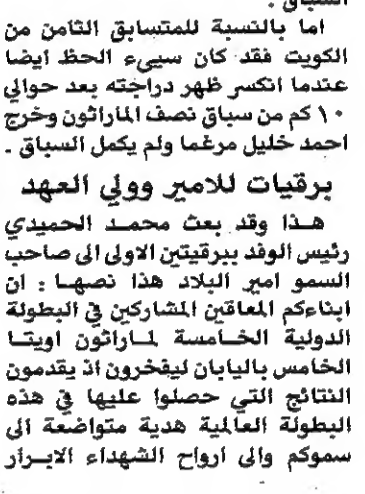 السباق .
اما بالنسبة للمتسابق الثامن من
الكويت فقد كان سييء الحظ ايضا
عندما انكسر ظهر دراجته بعد حوالي
١٠ كم من سباق نصف الماراثون وخرج
احمد خليل مرغما ولم يكمل السباق .
برقيات للامير وولي العهد
هذا وقد بعث محمد الحميدي
رئيس الوفد ببرقيتين الاولى الى صاحب
السمو امير البلاد هذا نصها : ان
ابناءكم المعاقين المشاركين في البطولة
الدولية الخامسة لماراثون اويتا
الخامس باليابان ليفخرون اذ يقدمون
النتائج التي حصلوا عليها في هذه
البطولة العالمية هدية متواضعة الى
سموكم والى ارواح الشهداء الابرار